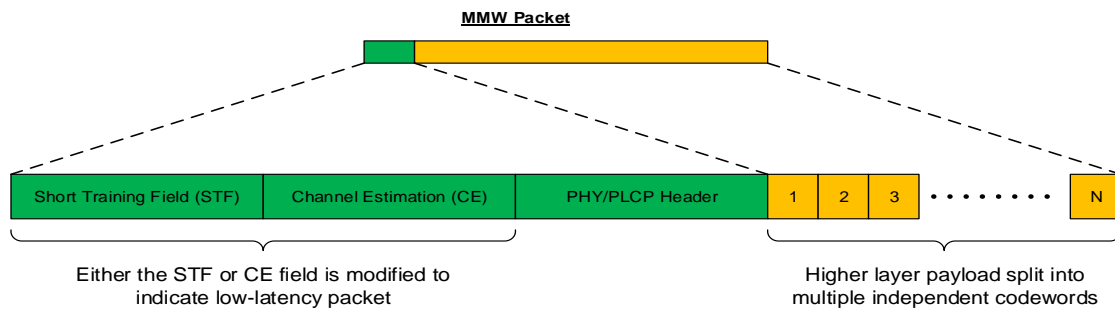 MMW Packet
Short Training Field (STF)
Channel Estimation (CE)
PHY/PLCP Header
1
2
3
N
Either the STF or CE field is modified to
indicate low-latency packet
Higher layer payload split into
multiple independent codewords